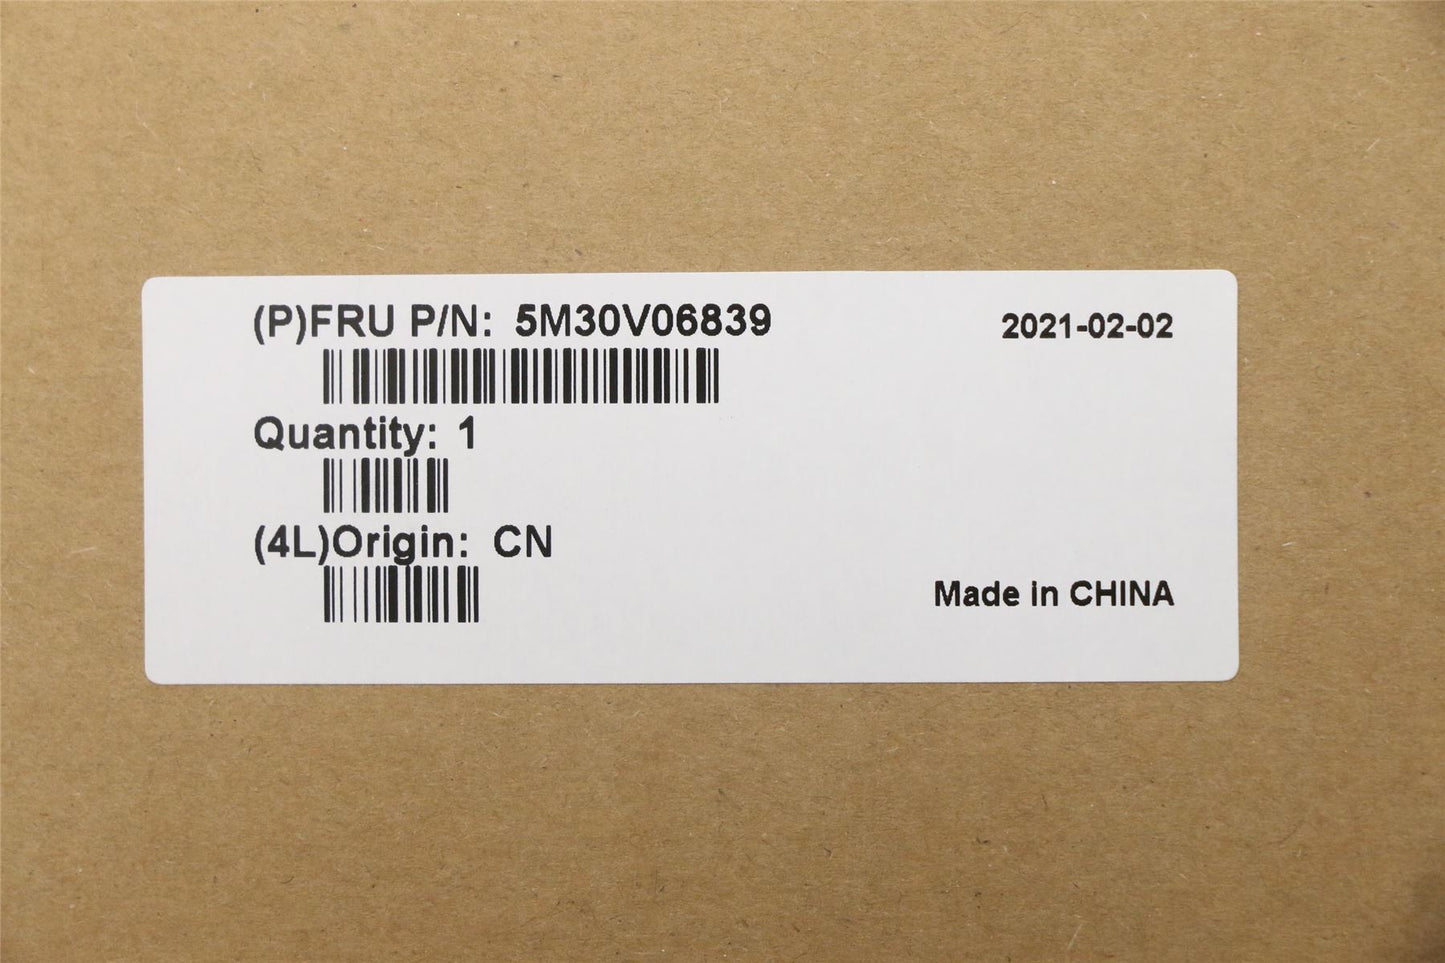 (P)FRU P/N: 5M30V06839
2021-02-02
Quantity: 1
(4L)Origin: CN
Made in CHINA